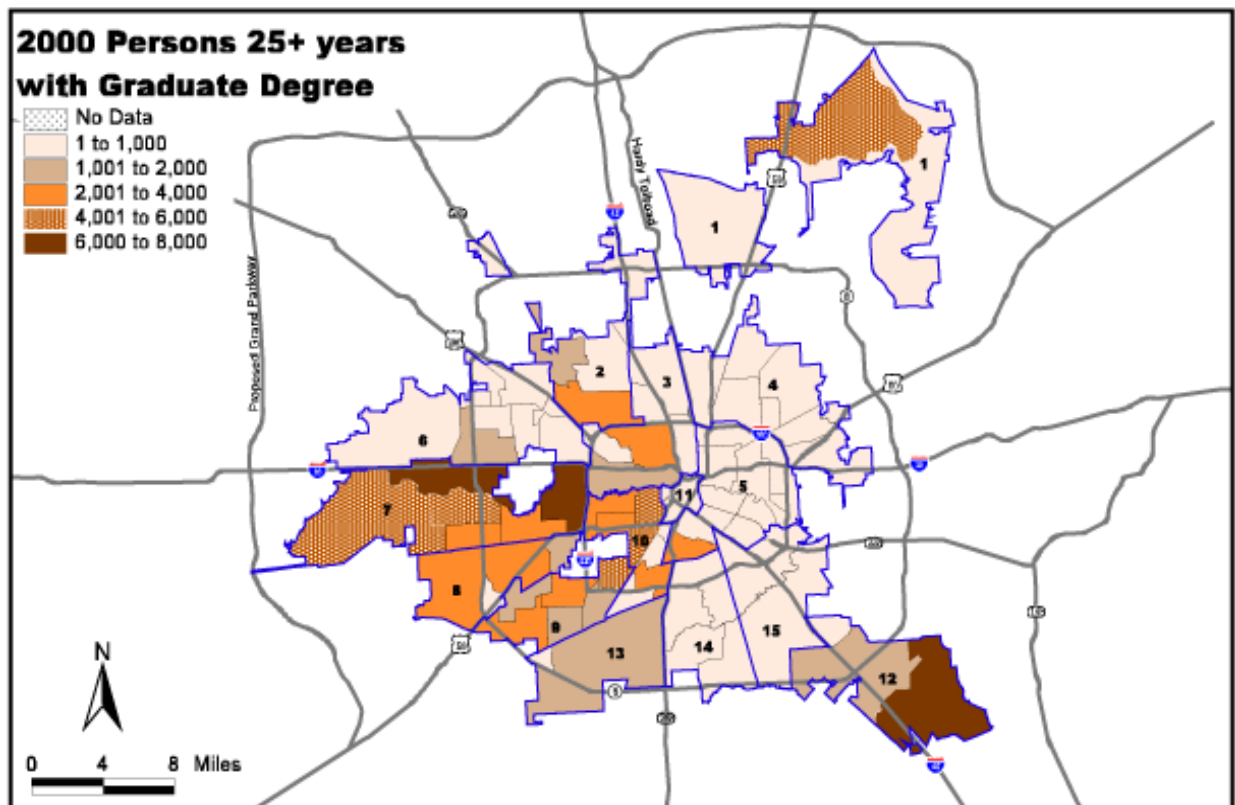 2000 Persons 25+ years
with Graduate Degree
No Data
1 to 1,000
1,001 to 2,000
2,001 to 4,000
4,001 to 6,000
6,000 to 8,000
Hardy Tollroad
Proposed Grand Parkway
1
1
2
3
4
6
5
11
7
10
8
9
13
14
15
12
N
0 4 8 Miles